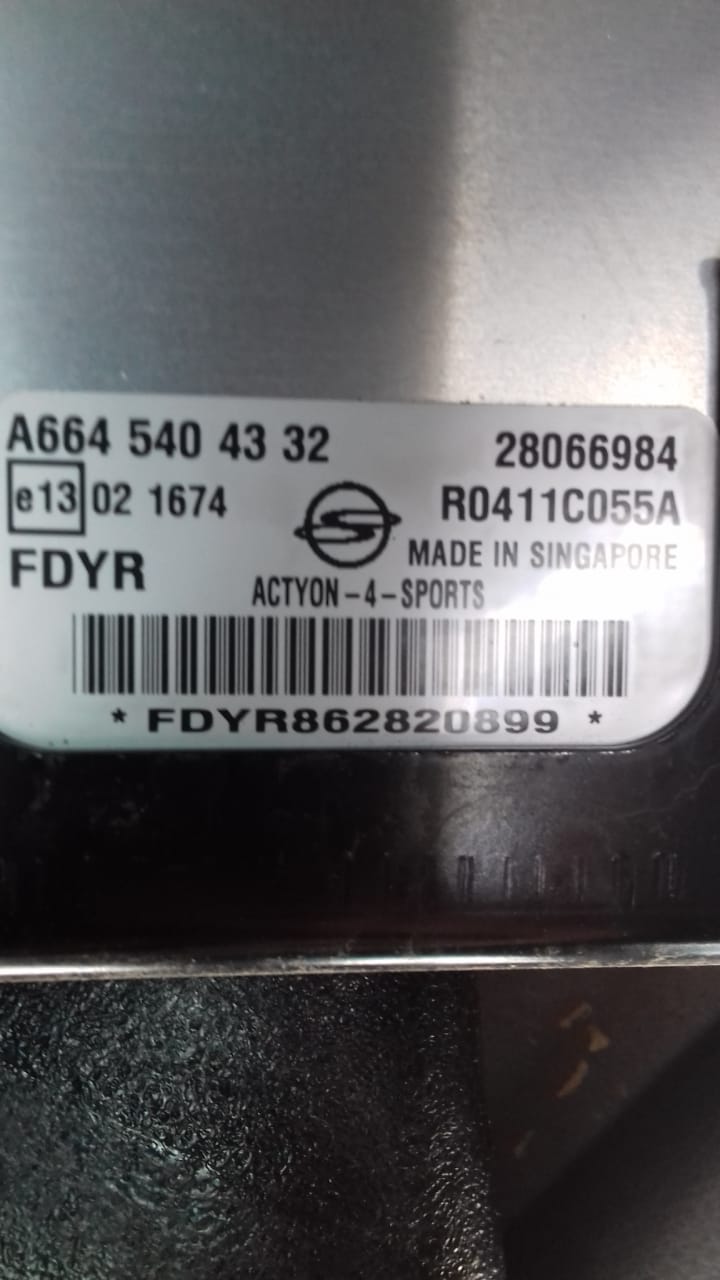 A664 540 43 32 28066984
e13 02 1674 R0411C055A
FDYR MADE IN SINGAPORE
ACTYON-4-SPORTS
* FDYR862820899 *